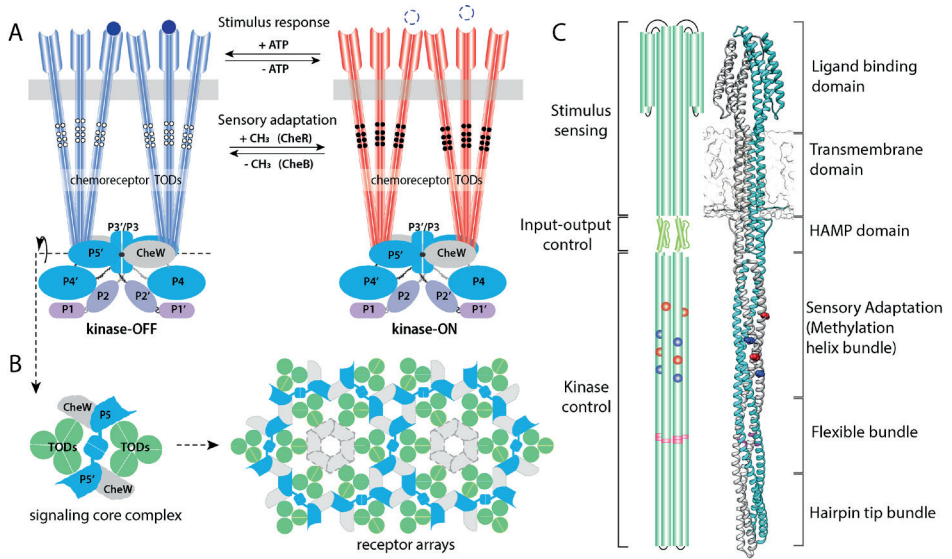 A
Stimulus response
+ ATP
- ATP
Sensory adaptation
+ CH₃ (CheR)
- CH₃ (CheB)
chemoreceptor TODs
chemoreceptor TODs
P3'/P3
P5'
CheW
P4'
P4
P2
P2'
P1
P1'
kinase-OFF
P3'/P3
P5'
CheW
P4'
P4
P2
P2'
P1
P1'
kinase-ON
B
CheW
P5
TODs
TODs
P5'
CheW
signaling core complex
receptor arrays
C
Stimulus
sensing
Input-output
control
Kinase
control
Ligand binding
domain
Transmembrane
domain
HAMP domain
Sensory Adaptation
(Methylation
helix bundle)
Flexible bundle
Hairpin tip bundle